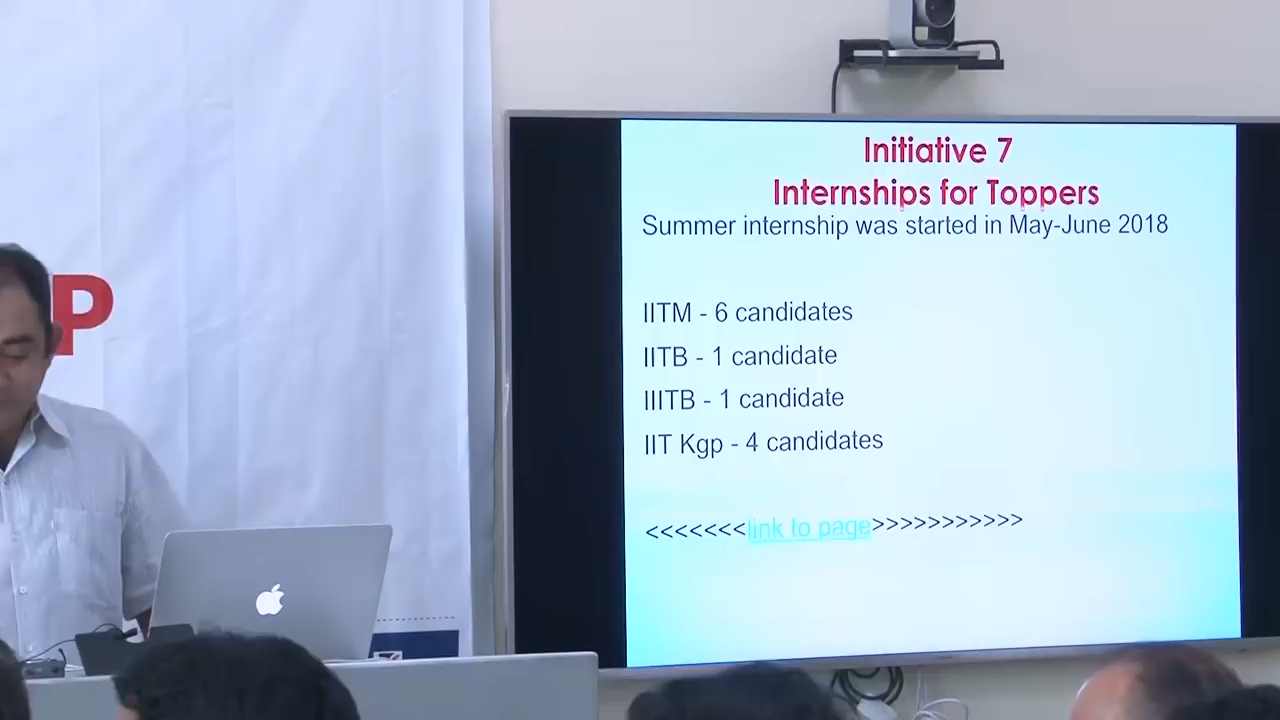 P
Initiative 7
Internships for Toppers
Summer internship was started in May-June 2018
IITM - 6 candidates
IITB - 1 candidate
IIITB - 1 candidate
IIT Kgp - 4 candidates
<<<<<<<link to page>>>>>>>>>>>